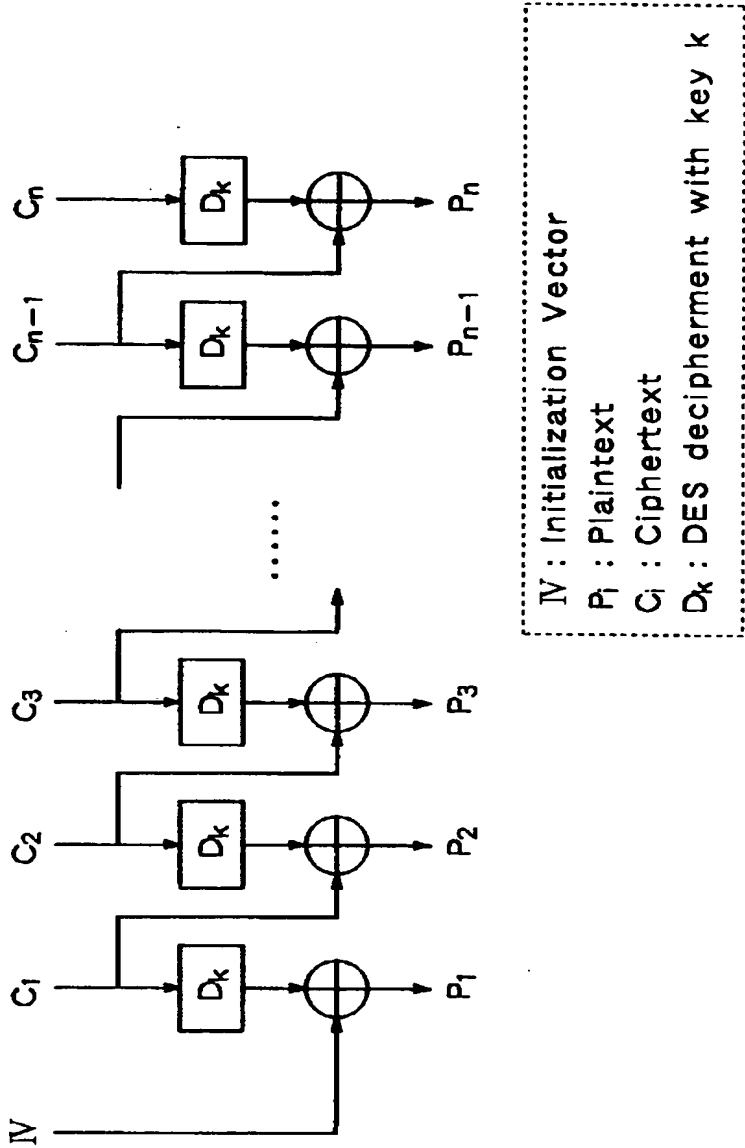 IV C₁ C₂ C₃ Cₙ₋₁ Cₙ
Dₖ Dₖ Dₖ Dₖ Dₖ
......
P₁ P₂ P₃ Pₙ₋₁ Pₙ
IV : Initialization Vector
Pᵢ : Plaintext
Cᵢ : Ciphertext
Dₖ : DES decipherment with key k